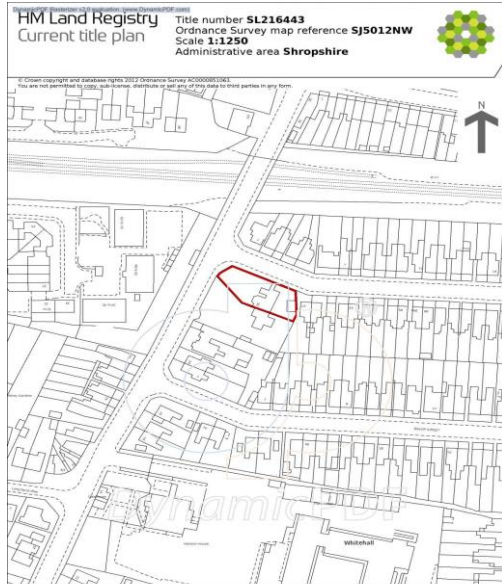 DynamicPDF Rasterizer v2.0 evaluation. [www.DynamicPDF.com]
HM Land Registry
Current title plan
Title number SL216443
Ordnance Survey map reference SJ5012NW
Scale 1:1250
Administrative area Shropshire
© Crown copyright and database rights 2012 Ordnance Survey AC0000851063.
You are not permitted to copy, sub-license, distribute or sell any of this data to third parties in any form.
N
DynamicPDF
Whitehall